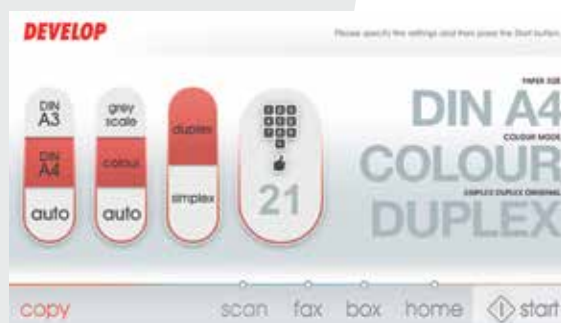 DEVELOP
Please specify the settings and then press the Start button.
DIN
A3
DIN
A4
auto
grey
scale
colour
auto
duplex
simplex
21
PAPER SIZE
DIN A4
COLOUR MODE
COLOUR
SIMPLEX DUPLEX ORIGINAL
DUPLEX
copy
scan
fax
box
home
start